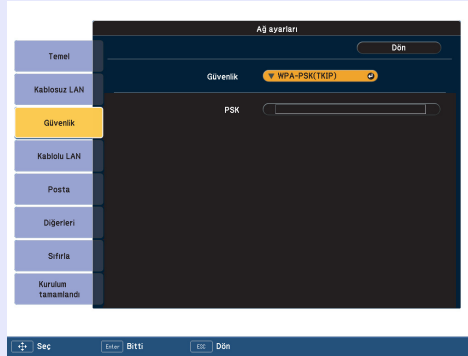 Ağ ayarları
Dön
Temel
Kablosuz LAN
Güvenlik
Kablolu LAN
Posta
Diğerleri
Sıfırla
Kurulum
tamamlandı
Güvenlik
WPA-PSK(TKIP)
PSK
Seç
Enter Bitti
ESC Dön